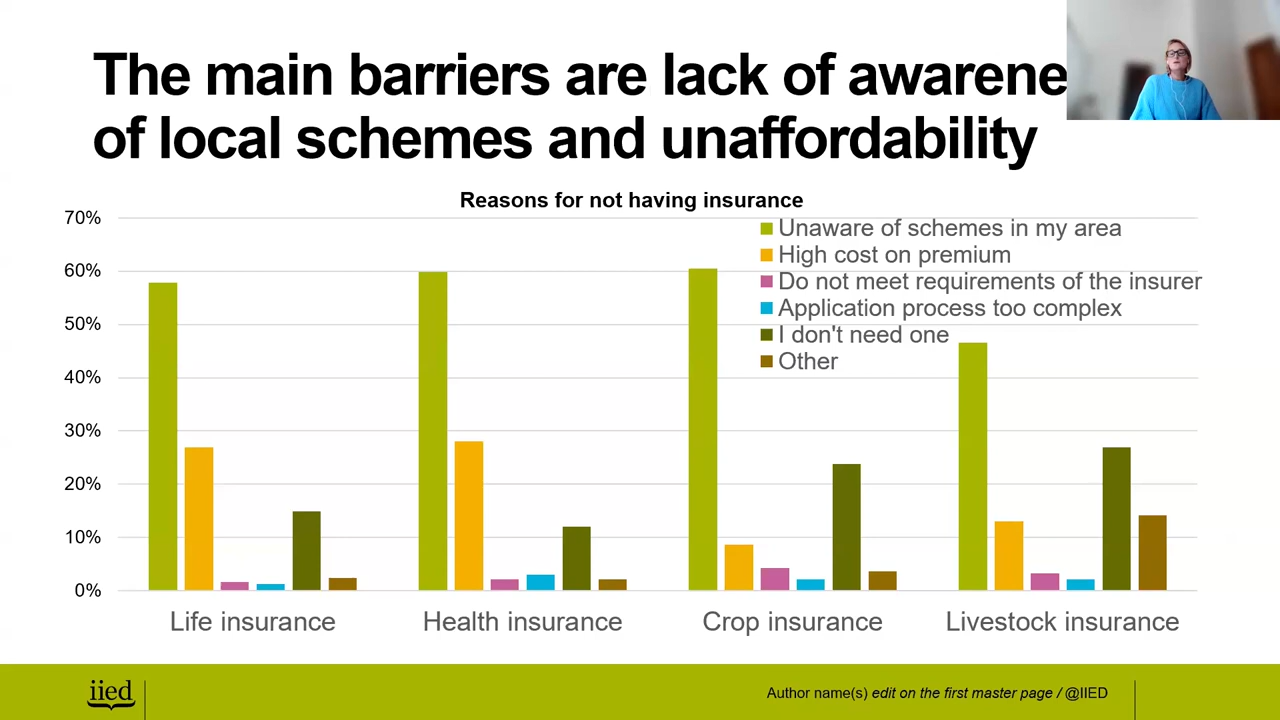 The main barriers are lack of awarene
of local schemes and unaffordability
Reasons for not having insurance
70%
60%
50%
40%
30%
20%
10%
0%
Unaware of schemes in my area
High cost on premium
Do not meet requirements of the insurer
Application process too complex
I don't need one
Other
Life insurance
Health insurance
Crop insurance
Livestock insurance
iied
Author name(s) edit on the first master page / @IIED